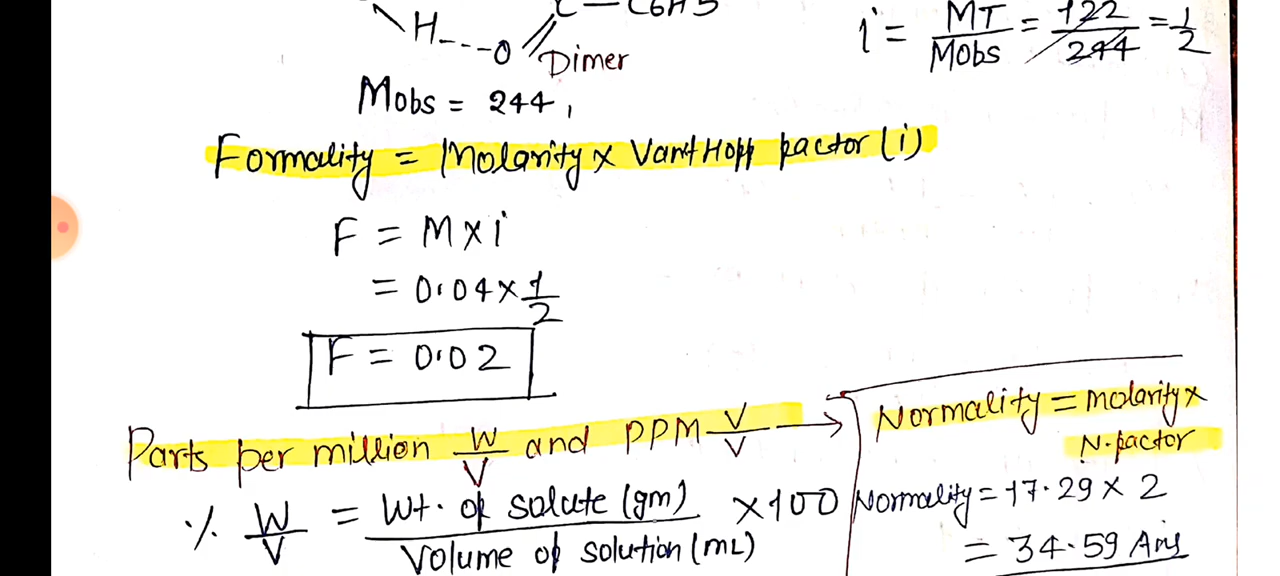 C — C6H5
H---O
Dimer
i = MT/Mobs = 122/244 = 1/2
Mobs = 244,
Formality = Molarity x Vant Hoff factor (i)
F = M x i
= 0.04 x 1/2
F = 0.02
Parts per million W/V and PPM V/V →
% W/V = Wt. of solute (gm)/Volume of solution (mL) x 100
Normality = molarity x
N.factor
Normality = 17.29 x 2
= 34.59 Ans